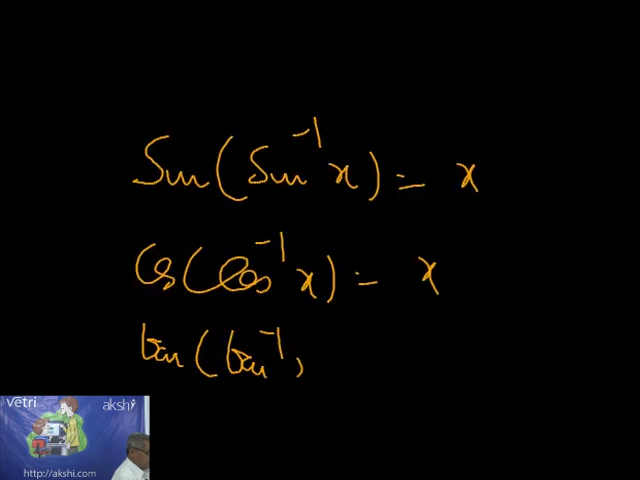 Sin(Sin⁻¹x) = x
Cos(Cos⁻¹x) = x
tan(tan⁻¹,
vetri
akshi
http://akshi.com